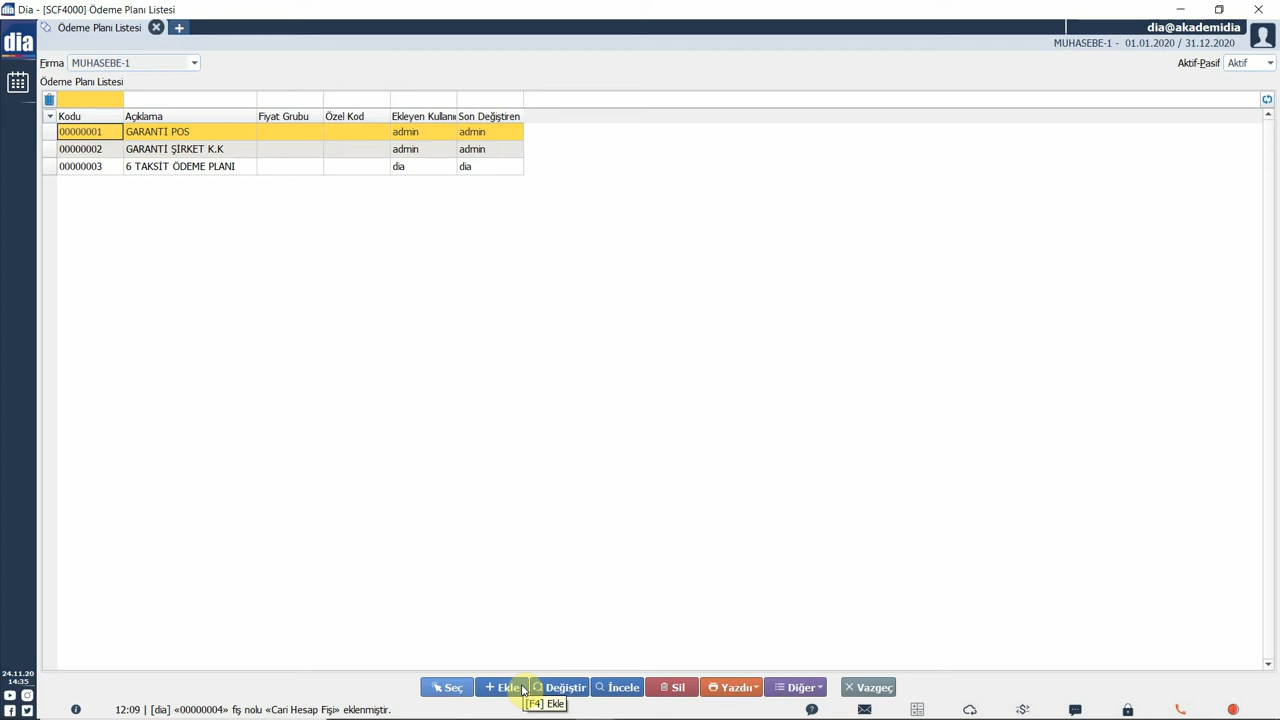 Dia - [SCF4000] Ödeme Planı Listesi
Ödeme Planı Listesi
dia@akademidia
dia
MUHASEBE-1 - 01.01.2020 / 31.12.2020
Firma MUHASEBE-1 Aktif-Pasif Aktif
Ödeme Planı Listesi
Kodu Açıklama Fiyat Grubu Özel Kod Ekleyen Kullanı Son Değiştiren
00000001 GARANTİ POS admin admin
00000002 GARANTİ ŞİRKET K.K admin admin
00000003 6 TAKSİT ÖDEME PLANI dia dia
24.11.20
14:35
Seç Ekle Değiştir İncele Sil Yazdır Diğer Vazgeç
[F4] Ekle
12:09 | [dia] «00000004» fiş nolu «Cari Hesap Fişi» eklenmiştir.